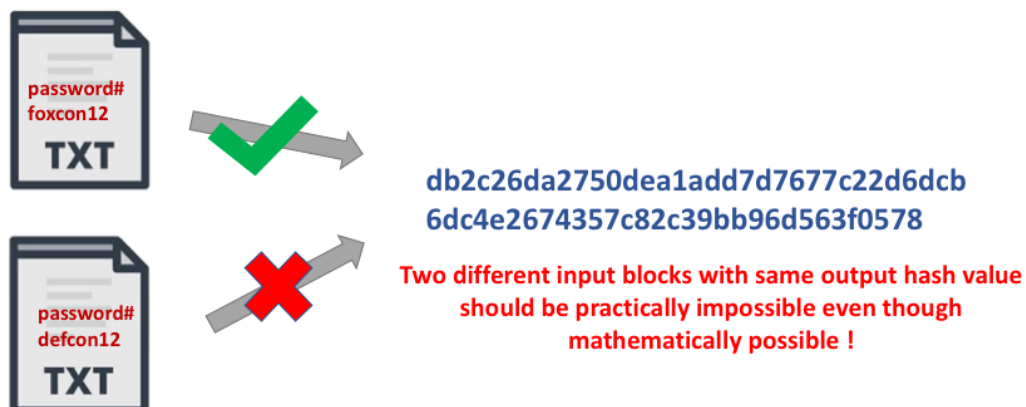 password#
foxcon12
TXT
db2c26da2750dea1add7d7677c22d6dcb
6dc4e2674357c82c39bb96d563f0578
Two different input blocks with same output hash value
should be practically impossible even though
mathematically possible !
password#
defcon12
TXT